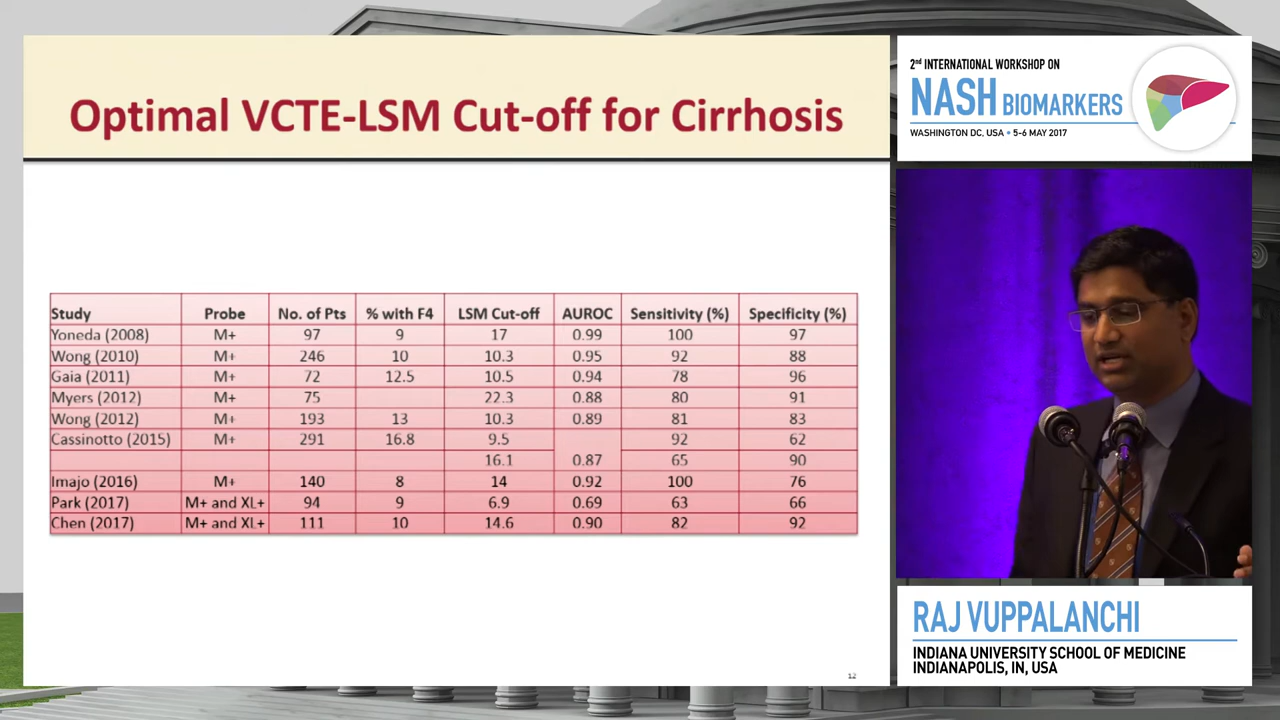 Optimal VCTE-LSM Cut-off for Cirrhosis
Study Probe No. of Pts % with F4 LSM Cut-off AUROC Sensitivity (%) Specificity (%)
Yoneda (2008) M+ 97 9 17 0.99 100 97
Wong (2010) M+ 246 10 10.3 0.95 92 88
Gaia (2011) M+ 72 12.5 10.5 0.94 78 96
Myers (2012) M+ 75 22.3 0.88 80 91
Wong (2012) M+ 193 13 10.3 0.89 81 83
Cassinotto (2015) M+ 291 16.8 9.5 92 62
16.1 0.87 65 90
Imajo (2016) M+ 140 8 14 0.92 100 76
Park (2017) M+ and XL+ 94 9 6.9 0.69 63 66
Chen (2017) M+ and XL+ 111 10 14.6 0.90 82 92
12
2nd INTERNATIONAL WORKSHOP ON
NASH BIOMARKERS
WASHINGTON DC, USA • 5-6 MAY 2017
RAJ VUPPALANCHI
INDIANA UNIVERSITY SCHOOL OF MEDICINE
INDIANAPOLIS, IN, USA